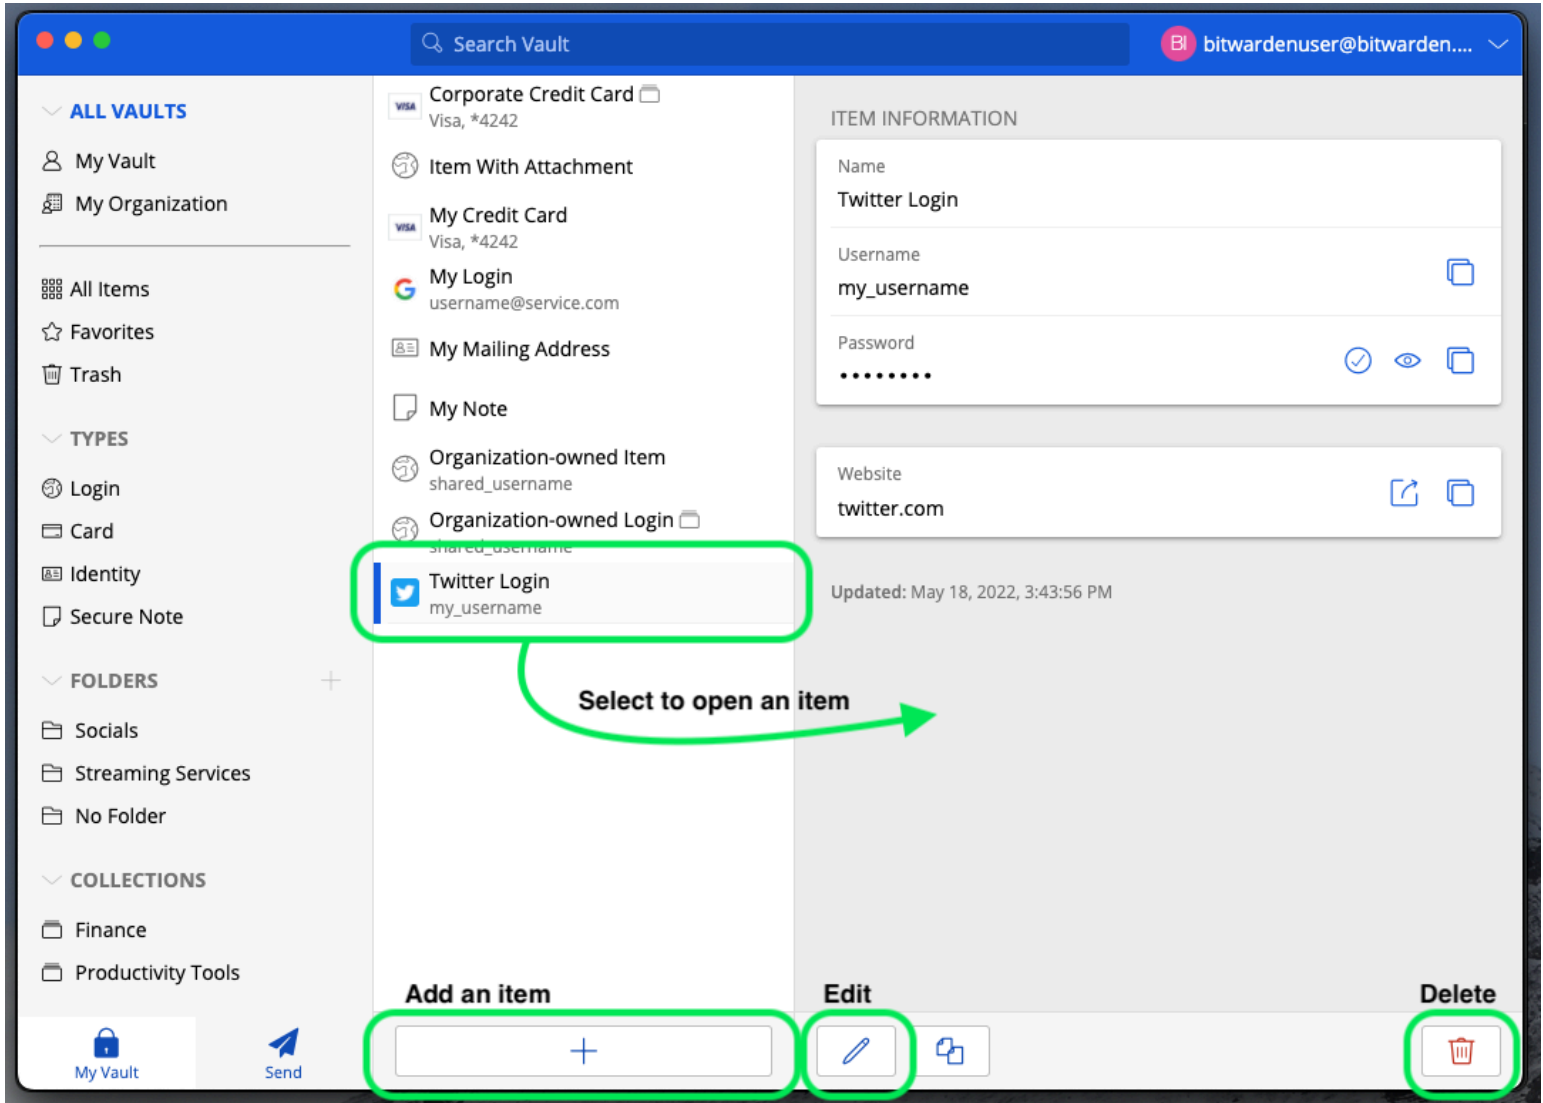 Search Vault
BI bitwardenuser@bitwarden....
ALL VAULTS
My Vault
My Organization
All Items
Favorites
Trash
TYPES
Login
Card
Identity
Secure Note
FOLDERS
Socials
Streaming Services
No Folder
COLLECTIONS
Finance
Productivity Tools
My Vault
Send
VISA Corporate Credit Card
Visa, *4242
Item With Attachment
VISA My Credit Card
Visa, *4242
My Login
username@service.com
My Mailing Address
My Note
Organization-owned Item
shared_username
Organization-owned Login
shared_username
Twitter Login
my_username
Select to open an item
Add an item
ITEM INFORMATION
Name
Twitter Login
Username
my_username
Password
••••••••
Website
twitter.com
Updated: May 18, 2022, 3:43:56 PM
Edit
Delete